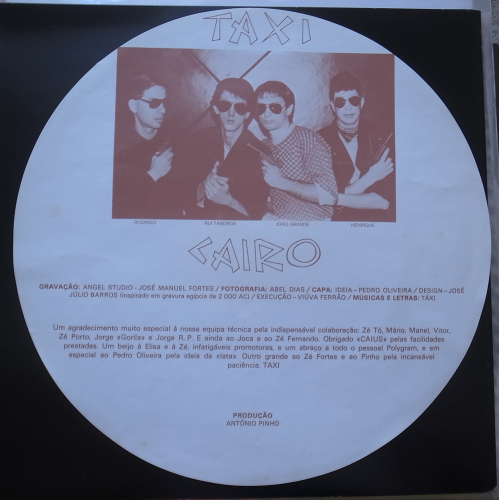 TAXI
RODRIGO RUI TABORDA JOÃO GRANDE HENRIQUE
CAIRO
GRAVAÇÃO: ANGEL STUDIO - JOSÉ MANUEL FORTES / FOTOGRAFIA: ABEL DIAS / CAPA: IDEIA - PEDRO OLIVEIRA / DESIGN - JOSÉ
JÚLIO BARROS (inspirado em gravura egípcia de 2 000 AC) / EXECUÇÃO - VIÚVA FERRÃO / MÚSICAS E LETRAS: TÁXI
Um agradecimento muito especial à nossa equipa técnica pela indispensável colaboração: Zé Tó, Mário, Manel, Vitor,
Zé Porto, Jorge «Gorila» e Jorge R. P. E ainda ao Joca e ao Zé Fernando. Obrigado «CAIUS» pelas facilidades
prestadas. Um beijo à Elisa e à Zé, infatigáveis promotoras, e um abraço a todo o pessoal Polygram, e em
especial ao Pedro Oliveira pela ideia da «lata». Outro grande ao Zé Fortes e ao Pinho pela incansável
paciência. TAXI
PRODUÇÃO
ANTÓNIO PINHO